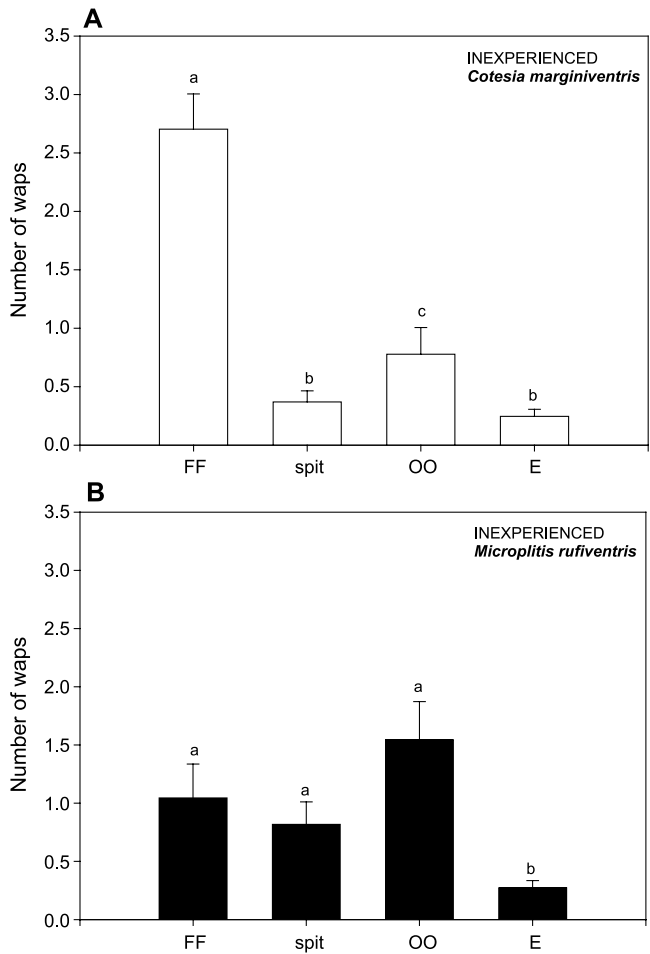 A
3.5
INEXPERIENCED
Cotesia marginiventris
a
3.0
2.5
Number of waps
2.0
1.5
c
1.0
b
b
0.5
0.0
FF spit OO E
B
3.5
INEXPERIENCED
Microplitis rufiventris
3.0
2.5
Number of waps
2.0
a
1.5
a
a
1.0
0.5
b
0.0
FF spit OO E